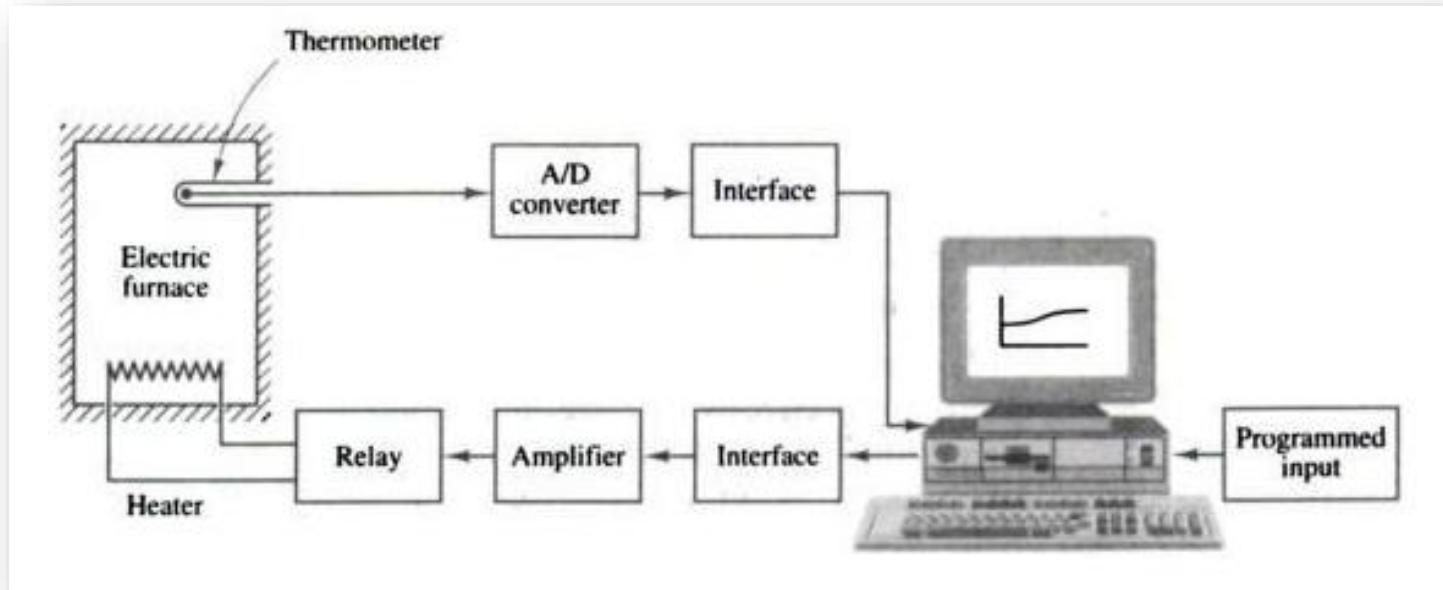 Thermometer
A/D
converter
Interface
Electric
furnace
Relay
Amplifier
Interface
Programmed
input
Heater